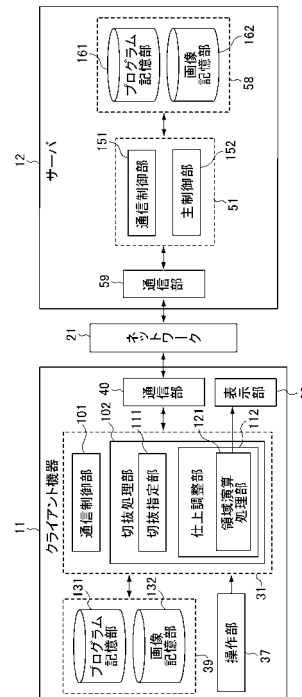 11
クライアント機器
131
プログラム
記憶部
132
画像
記憶部
39
操作部
37
101
通信制御部
102
切抜処理部
111
切抜指定部
仕上調整部
121
領域演算
処理部
112
31
40
通信部
表示部
21
ネットワーク
12
サーバ
59
通信部
151
通信制御部
主制御部
152
51
161
プログラム
記憶部
画像
記憶部
162
58